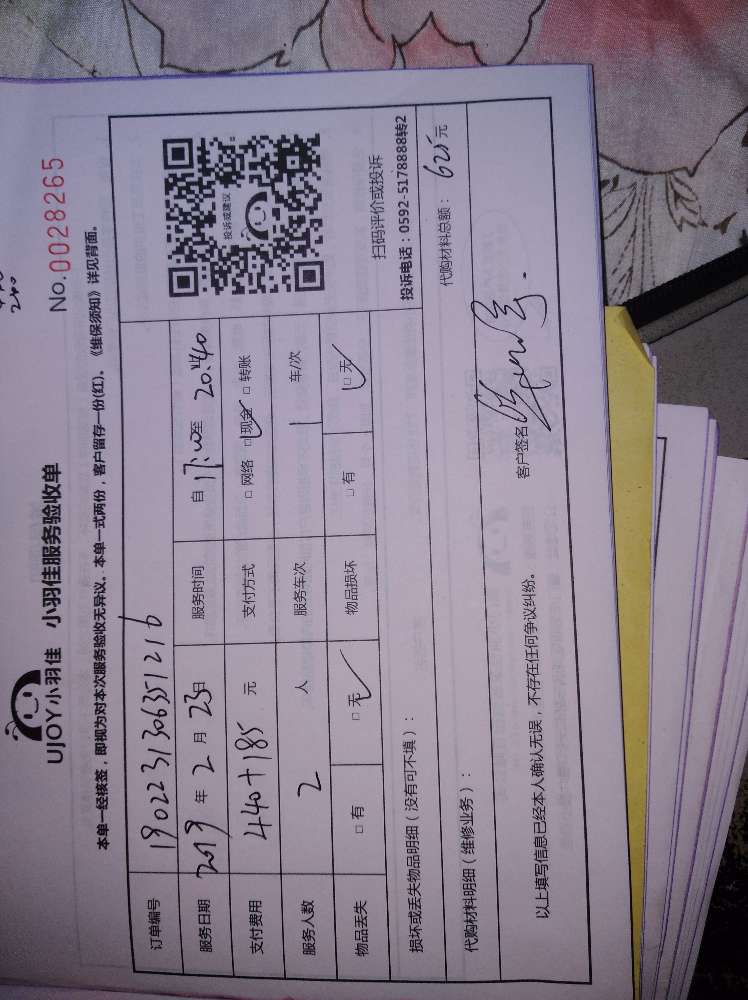 240
No.0028265
UJOY小羽佳 小羽佳服务验收单
本单一经核签，即视为对本次服务验收无异议。本单一式两份，客户留存一份(红)。《维保须知》详见背面。
订单编号 190223130635121 6
服务日期 2019 年 2 月 23 日 服务时间 自 17:00 至 20:40
支付费用 440+185 元 支付方式 □ 网络 □ 现金 □ 转账
服务人数 2 人 服务车次 1 车/次
物品丢失 □ 有 □ 无 物品损坏 □ 有 □ 无
投诉或建议
扫码评价或投诉
投诉电话：0592-5178888转2
损坏或丢失物品明细（没有可不填）：
代购材料明细（维修业务）： 代购材料总额： 625 元
以上填写信息已经本人确认无误，不存在任何争议纠纷。 客户签名